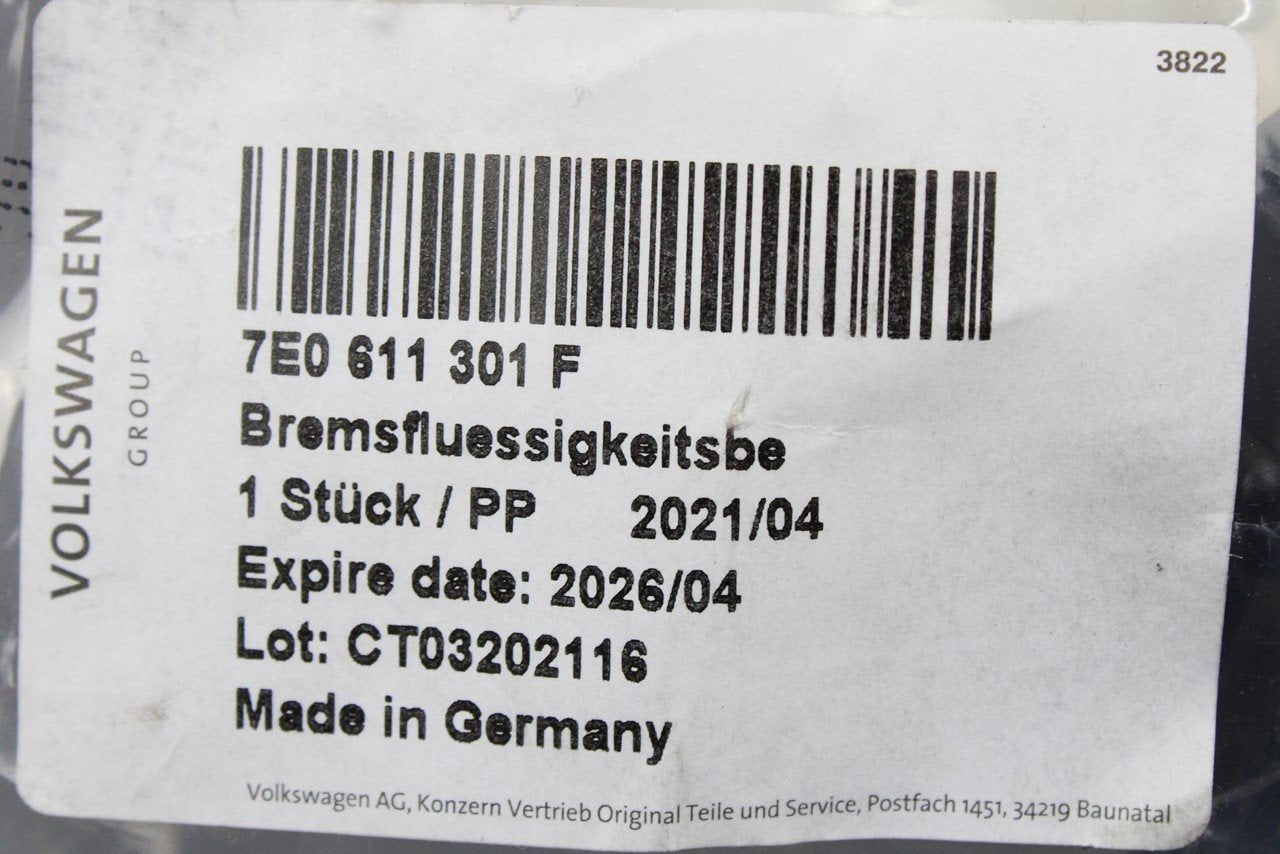 3822
VOLKSWAGEN
GROUP
7E0 611 301 F
Bremsfluessigkeitsbe
1 Stück / PP 2021/04
Expire date: 2026/04
Lot: CT03202116
Made in Germany
Volkswagen AG, Konzern Vertrieb Original Teile und Service, Postfach 1451, 34219 Baunatal